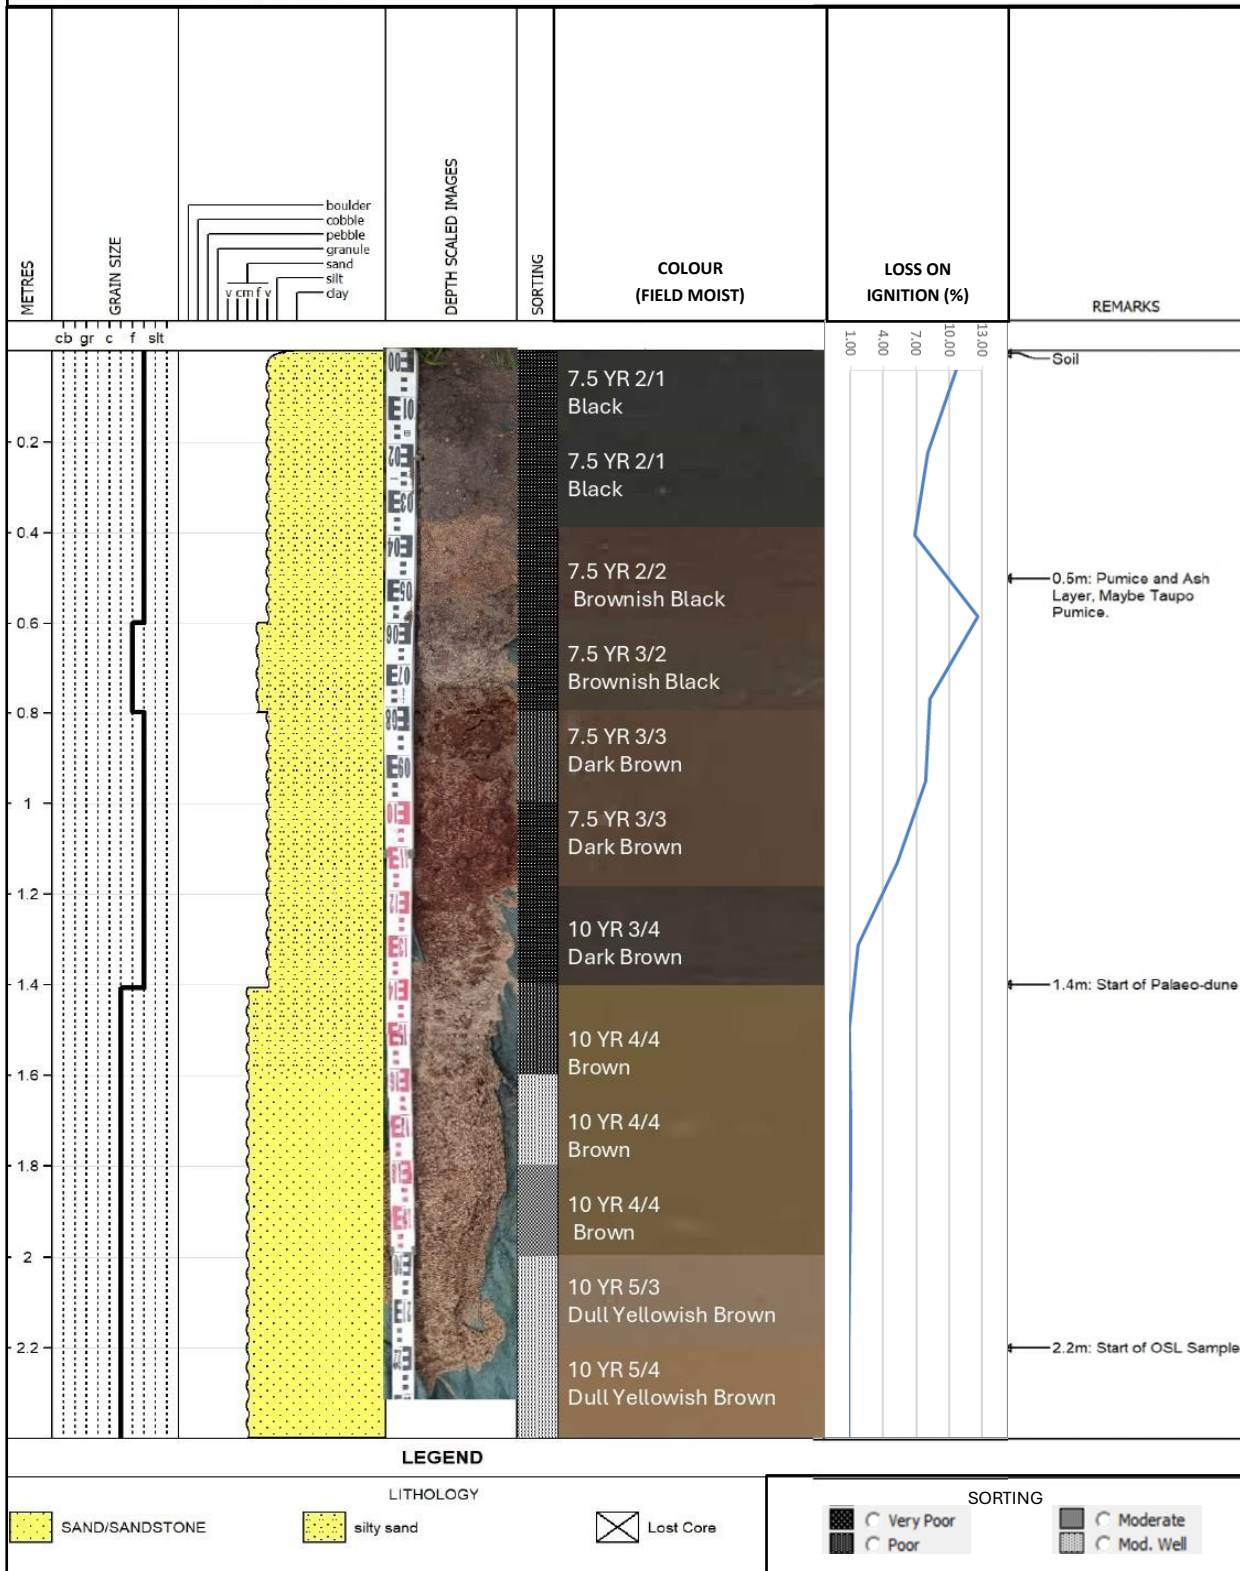 METRES
GRAIN SIZE
boulder
cobble
pebble
granule
sand
silt
clay
v c m f v
DEPTH SCALED IMAGES
SORTING
COLOUR
(FIELD MOIST)
LOSS ON
IGNITION (%)
REMARKS
cb gr c f slt
1.00
4.00
7.00
10.00
13.00
Soil
7.5 YR 2/1
Black
0.2
7.5 YR 2/1
Black
0.4
7.5 YR 2/2
Brownish Black
0.5m: Pumice and Ash
Layer, Maybe Taupo
Pumice.
0.6
7.5 YR 3/2
Brownish Black
0.8
7.5 YR 3/3
Dark Brown
1
7.5 YR 3/3
Dark Brown
1.2
10 YR 3/4
Dark Brown
1.4
1.4m: Start of Palaeo-dune
10 YR 4/4
Brown
1.6
10 YR 4/4
Brown
1.8
10 YR 4/4
Brown
2
10 YR 5/3
Dull Yellowish Brown
2.2
2.2m: Start of OSL Sample
10 YR 5/4
Dull Yellowish Brown
LEGEND
LITHOLOGY
SAND/SANDSTONE
silty sand
Lost Core
SORTING
Very Poor
Moderate
Poor
Mod. Well